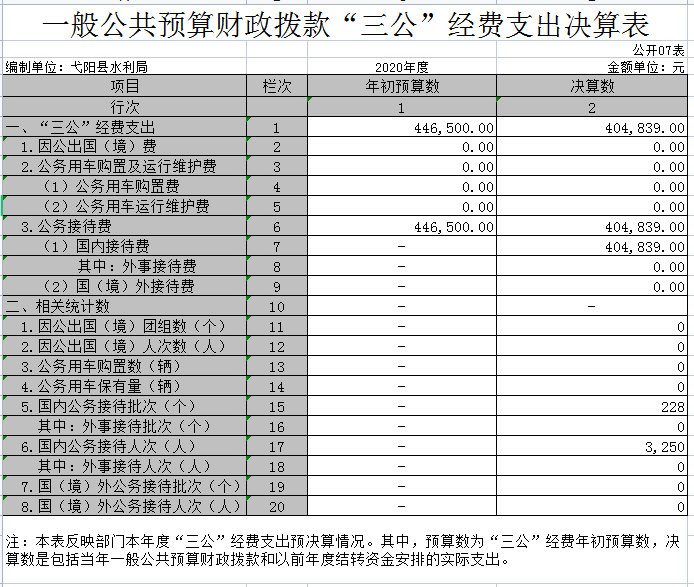 一般公共预算财政拨款“三公”经费支出决算表
公开07表
编制单位：弋阳县水利局 2020年度 金额单位：元
项目 栏次 年初预算数 决算数
行次 1 2
一、“三公”经费支出 1 446,500.00 404,839.00
1.因公出国（境）费 2 0.00 0.00
2.公务用车购置及运行维护费 3 0.00 0.00
（1）公务用车购置费 4 0.00 0.00
（2）公务用车运行维护费 5 0.00 0.00
3.公务接待费 6 446,500.00 404,839.00
（1）国内接待费 7 － 404,839.00
其中：外事接待费 8 － 0.00
（2）国（境）外接待费 9 － 0.00
二、相关统计数 10 － －
1.因公出国（境）团组数（个） 11 － 0
2.因公出国（境）人次数（人） 12 － 0
3.公务用车购置数（辆） 13 － 0
4.公务用车保有量（辆） 14 － 0
5.国内公务接待批次（个） 15 － 228
其中：外事接待批次（个） 16 － 0
6.国内公务接待人次（人） 17 － 3,250
其中：外事接待人次（人） 18 － 0
7.国（境）外公务接待批次（个） 19 － 0
8.国（境）外公务接待人次（人） 20 － 0
注：本表反映部门本年度“三公”经费支出预决算情况。其中，预算数为“三公”经费年初预算数，决
算数是包括当年一般公共预算财政拨款和以前年度结转资金安排的实际支出。